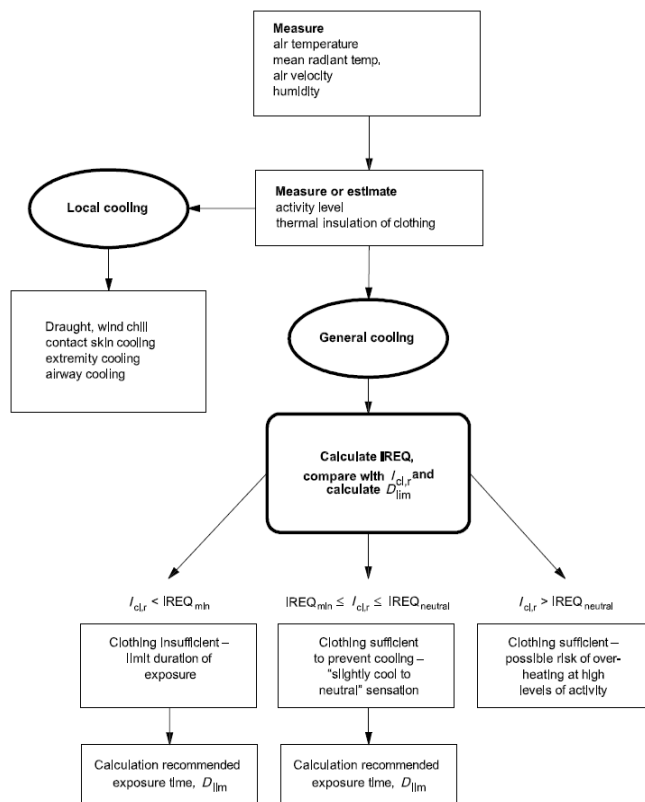 Measure
air temperature
mean radiant temp.
air velocity
humidity
Measure or estimate
activity level
thermal insulation of clothing
Local cooling
Draught, wind chill
contact skin cooling
extremity cooling
airway cooling
General cooling
Calculate IREQ,
compare with Icl,r and
calculate Dlim
Icl,r < IREQmin
IREQmin ≤ Icl,r ≤ IREQneutral
Icl,r > IREQneutral
Clothing insufficient –
limit duration of
exposure
Clothing sufficient
to prevent cooling –
"slightly cool to
neutral" sensation
Clothing sufficient –
possible risk of over-
heating at high
levels of activity
Calculation recommended
exposure time, Dlim
Calculation recommended
exposure time, Dlim